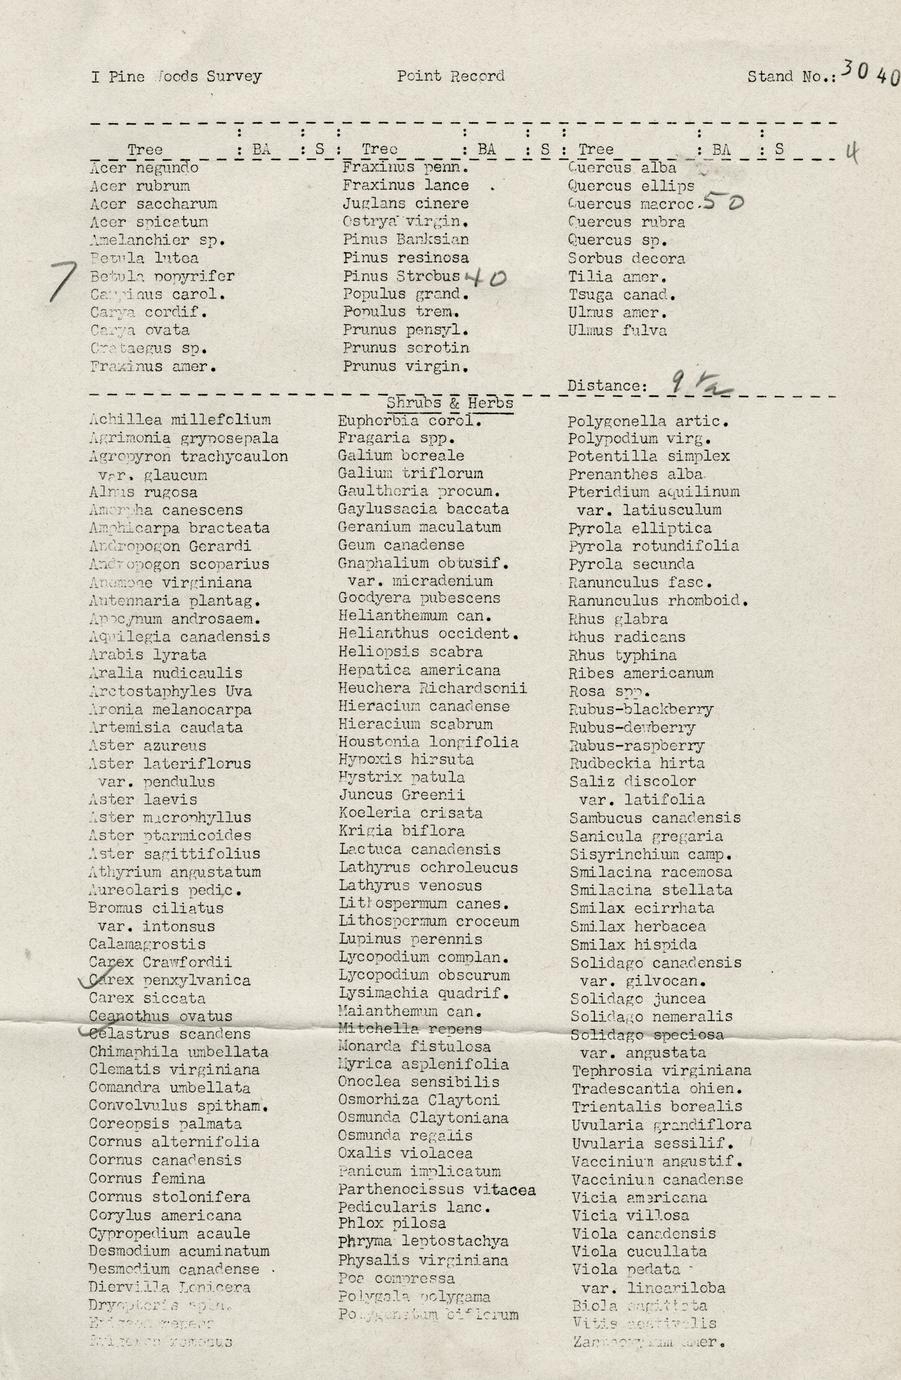 I Pine Woods Survey Point Record Stand No.: 3040
Tree : BA : S : Tree : BA : S : Tree : BA : S
4
Acer negundo
Acer rubrum
Acer saccharum
Acer spicatum
Amelanchier sp.
Betula lutea
7 Betula popyrifer
Carpinus carol.
Carya cordif.
Carya ovata
Crataegus sp.
Fraxinus amer.
Fraxinus penn.
Fraxinus lance .
Juglans cinere
Ostrya virgin.
Pinus Banksian
Pinus resinosa
Pinus Strobus 40
Populus grand.
Populus trem.
Prunus pensyl.
Prunus serotin
Prunus virgin.
Quercus alba
Quercus ellips
Quercus macroc. 50
Quercus rubra
Quercus sp.
Sorbus decora
Tilia amer.
Tsuga canad.
Ulmus amer.
Ulmus fulva
Distance: 9
Shrubs & Herbs
Achillea millefolium
Agrimonia gryposepala
Agropyron trachycaulon
var. glaucum
Alnus rugosa
Amorpha canescens
Amphicarpa bracteata
Andropogon Gerardi
Andropogon scoparius
Anemone virginiana
Antennaria plantag.
Apocynum androsaem.
Aquilegia canadensis
Arabis lyrata
Aralia nudicaulis
Arctostaphyles Uva
Aronia melanocarpa
Artemisia caudata
Aster azureus
Aster lateriflorus
var. pendulus
Aster laevis
Aster macrophyllus
Aster ptarmicoides
Aster sagittifolius
Athyrium angustatum
Aureolaris pedic.
Bromus ciliatus
var. intonsus
Calamagrostis
Carex Crawfordii
Carex penxylvanica
Carex siccata
Ceanothus ovatus
Celastrus scandens
Chimaphila umbellata
Clematis virginiana
Comandra umbellata
Convolvulus spitham.
Coreopsis palmata
Cornus alternifolia
Cornus canadensis
Cornus femina
Cornus stolonifera
Corylus americana
Cypropedium acaule
Desmodium acuminatum
Desmodium canadense
Diervilla Lonicera
Dryopteris spin.
Erigeron
Erigeron ramosus
Euphorbia corol.
Fragaria spp.
Galium boreale
Galium triflorum
Gaultheria procum.
Gaylussacia baccata
Geranium maculatum
Geum canadense
Gnaphalium obtusif.
var. micradenium
Goodyera pubescens
Helianthemum can.
Helianthus occident.
Heliopsis scabra
Hepatica americana
Heuchera Richardsonii
Hieracium canadense
Hieracium scabrum
Houstonia longifolia
Hypoxis hirsuta
Hystrix patula
Juncus Greenii
Koeleria crisata
Krigia biflora
Lactuca canadensis
Lathyrus ochroleucus
Lathyrus venosus
Lithospermum canes.
Lithospermum croceum
Lupinus perennis
Lycopodium complan.
Lycopodium obscurum
Lysimachia quadrif.
Maianthemum can.
Mitchella repens
Monarda fistulosa
Myrica asplenifolia
Onoclea sensibilis
Osmorhiza Claytoni
Osmunda Claytoniana
Osmunda regalis
Oxalis violacea
Panicum implicatum
Parthenocissus vitacea
Pedicularis lanc.
Phlox pilosa
Phryma leptostachya
Physalis virginiana
Poa compressa
Polygala polygama
Polygonatum biflorum
Polygonella artic.
Polypodium virg.
Potentilla simplex
Prenanthes alba
Pteridium aquilinum
var. latiusculum
Pyrola elliptica
Pyrola rotundifolia
Pyrola secunda
Ranunculus fasc.
Ranunculus rhomboid.
Rhus glabra
Rhus radicans
Rhus typhina
Ribes americanum
Rosa spp.
Rubus-blackberry
Rubus-dewberry
Rubus-raspberry
Rudbeckia hirta
Saliz discolor
var. latifolia
Sambucus canadensis
Sanicula gregaria
Sisyrinchium camp.
Smilacina racemosa
Smilacina stellata
Smilax ecirrhata
Smilax herbacea
Smilax hispida
Solidago canadensis
var. gilvocan.
Solidago juncea
Solidago nemeralis
Solidago speciosa
var. angustata
Tephrosia virginiana
Tradescantia ohien.
Trientalis borealis
Uvularia grandiflora
Uvularia sessilif.
Vaccinium angustif.
Vaccinium canadense
Vicia americana
Vicia villosa
Viola canadensis
Viola cucullata
Viola pedata
var. lineariloba
Biola sagittata
Vitis aestivalis
amer.